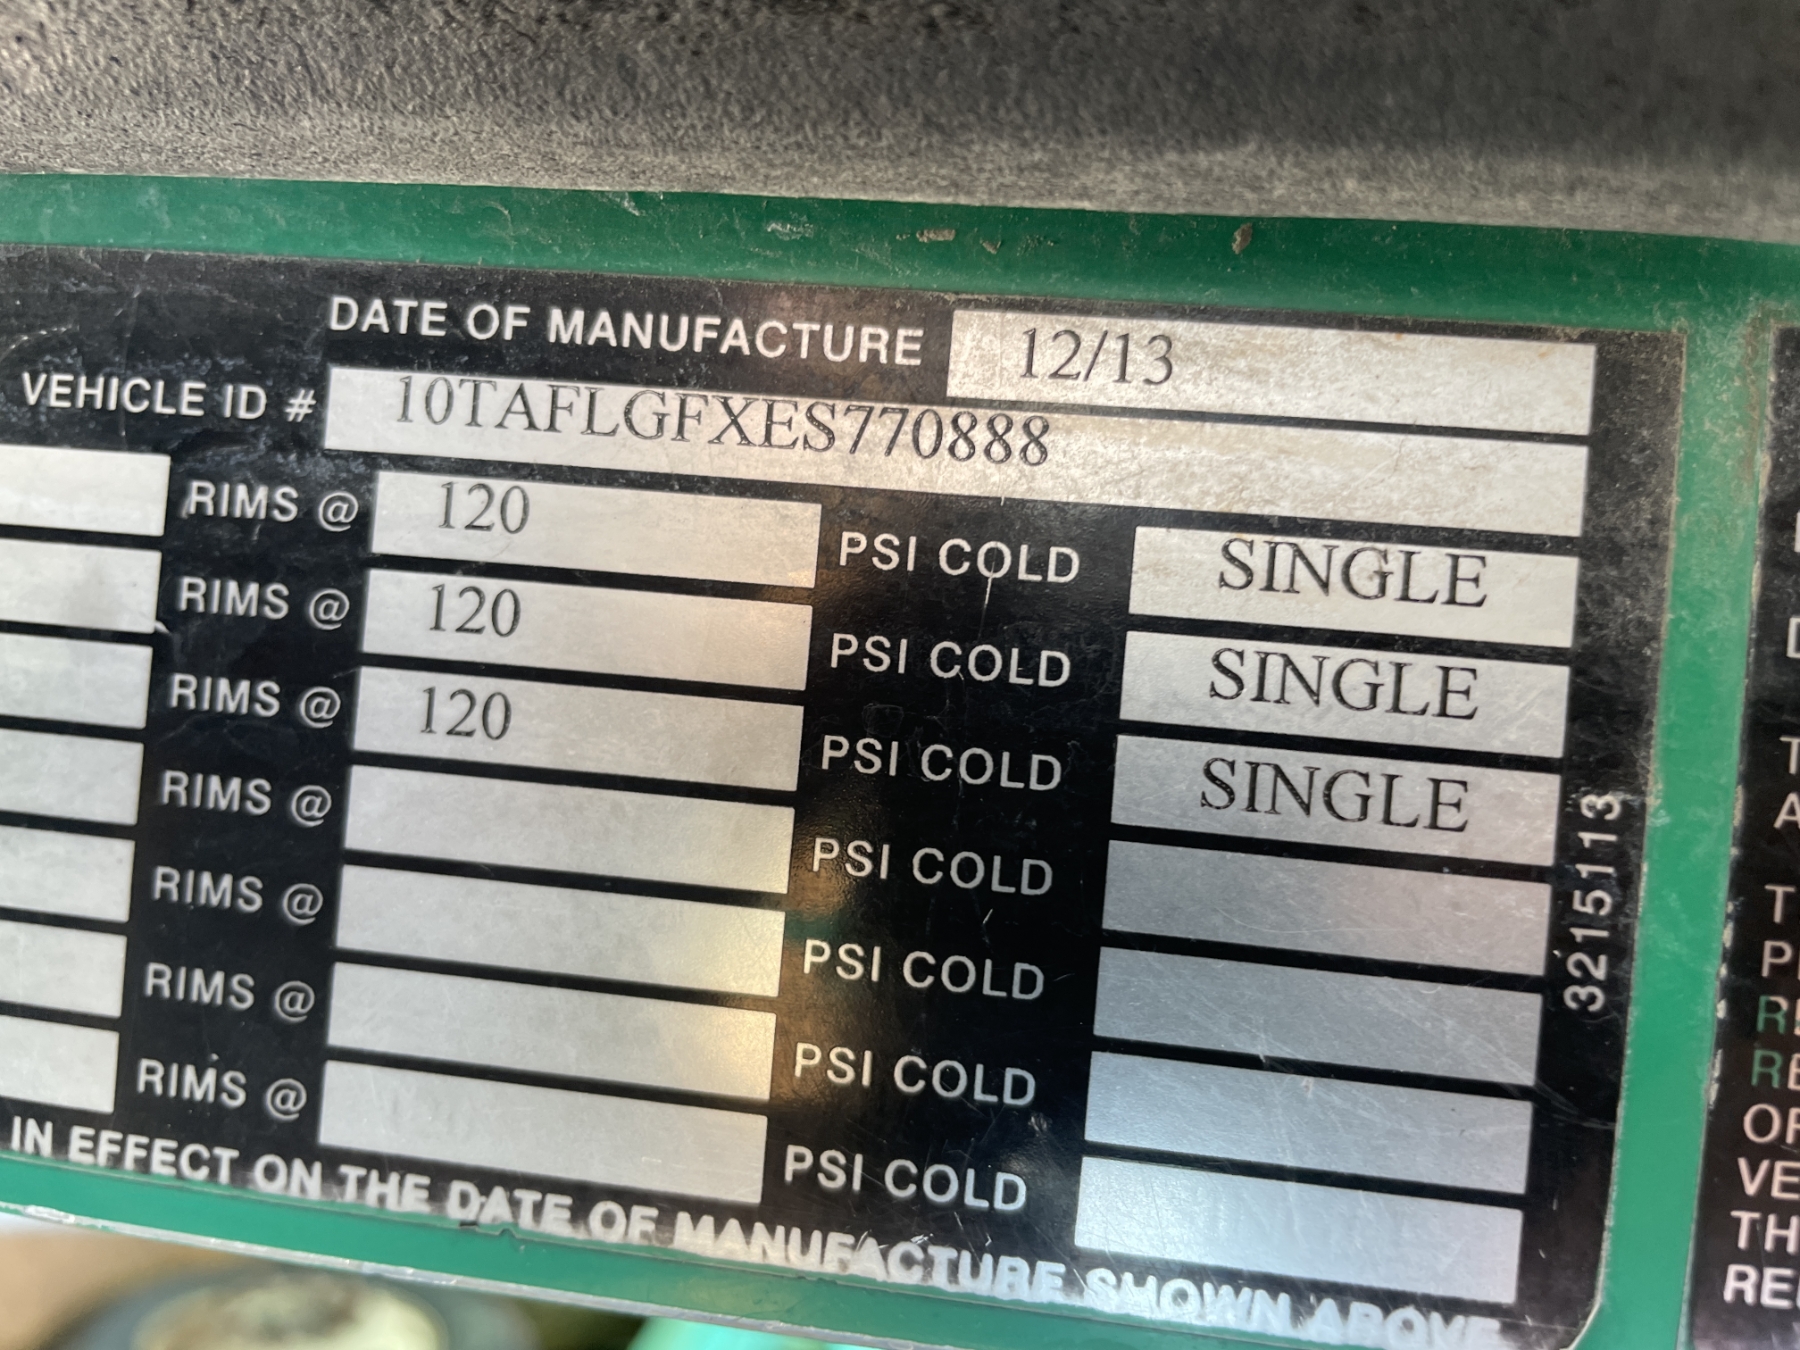 DATE OF MANUFACTURE 12/13
VEHICLE ID # 10TAFLGFXES770888
RIMS @ 120 PSI COLD SINGLE
RIMS @ 120 PSI COLD SINGLE
RIMS @ 120 PSI COLD SINGLE
RIMS @ PSI COLD
RIMS @ PSI COLD
RIMS @ PSI COLD
RIMS @ PSI COLD
IN EFFECT ON THE DATE OF MANUFACTURE SHOWN ABOVE
3215113